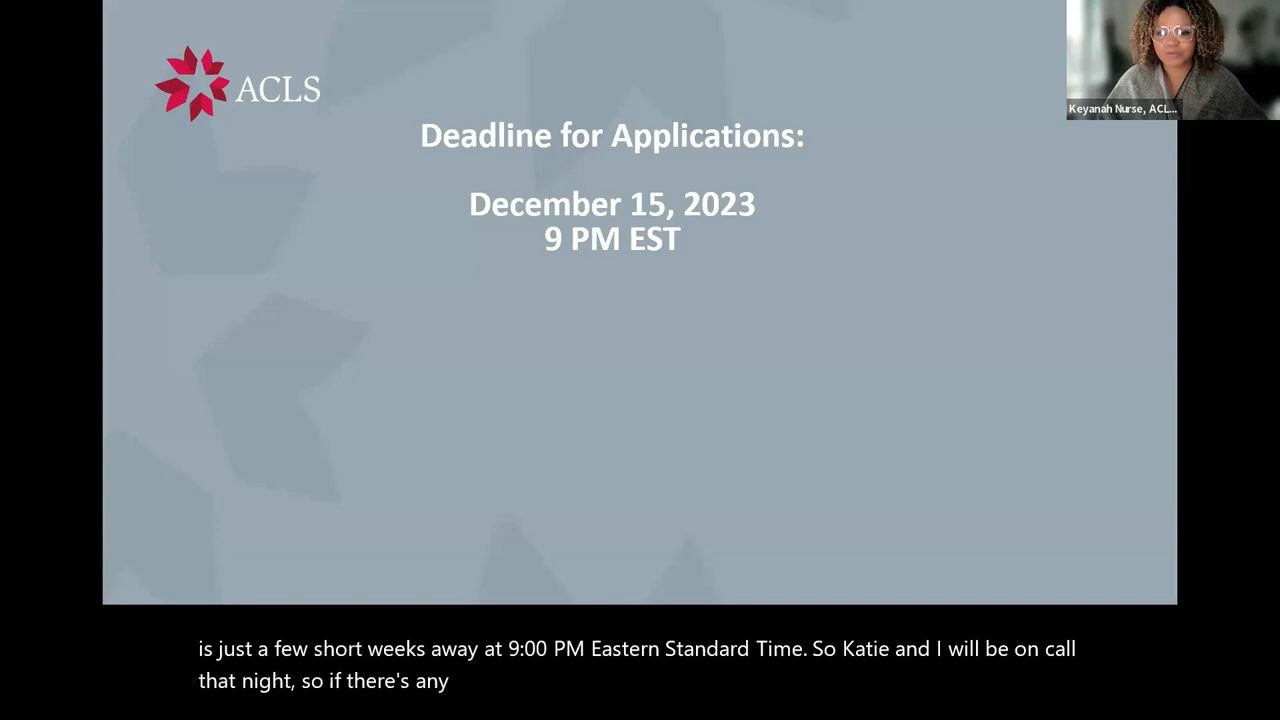 ACLS
Keyanah Nurse, ACL...
Deadline for Applications:
December 15, 2023
9 PM EST
is just a few short weeks away at 9:00 PM Eastern Standard Time. So Katie and I will be on call
that night, so if there's any